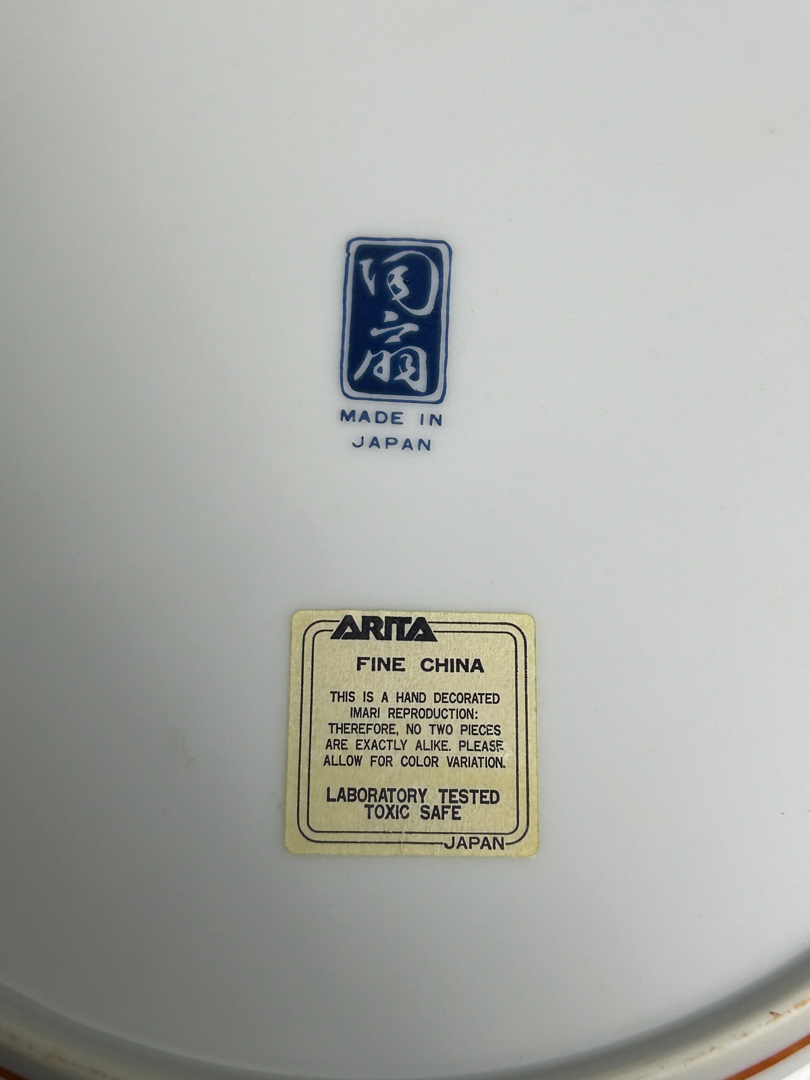 MADE IN
JAPAN
ARITA
FINE CHINA
THIS IS A HAND DECORATED
IMARI REPRODUCTION:
THEREFORE, NO TWO PIECES
ARE EXACTLY ALIKE. PLEASE
ALLOW FOR COLOR VARIATION.
LABORATORY TESTED
TOXIC SAFE
JAPAN